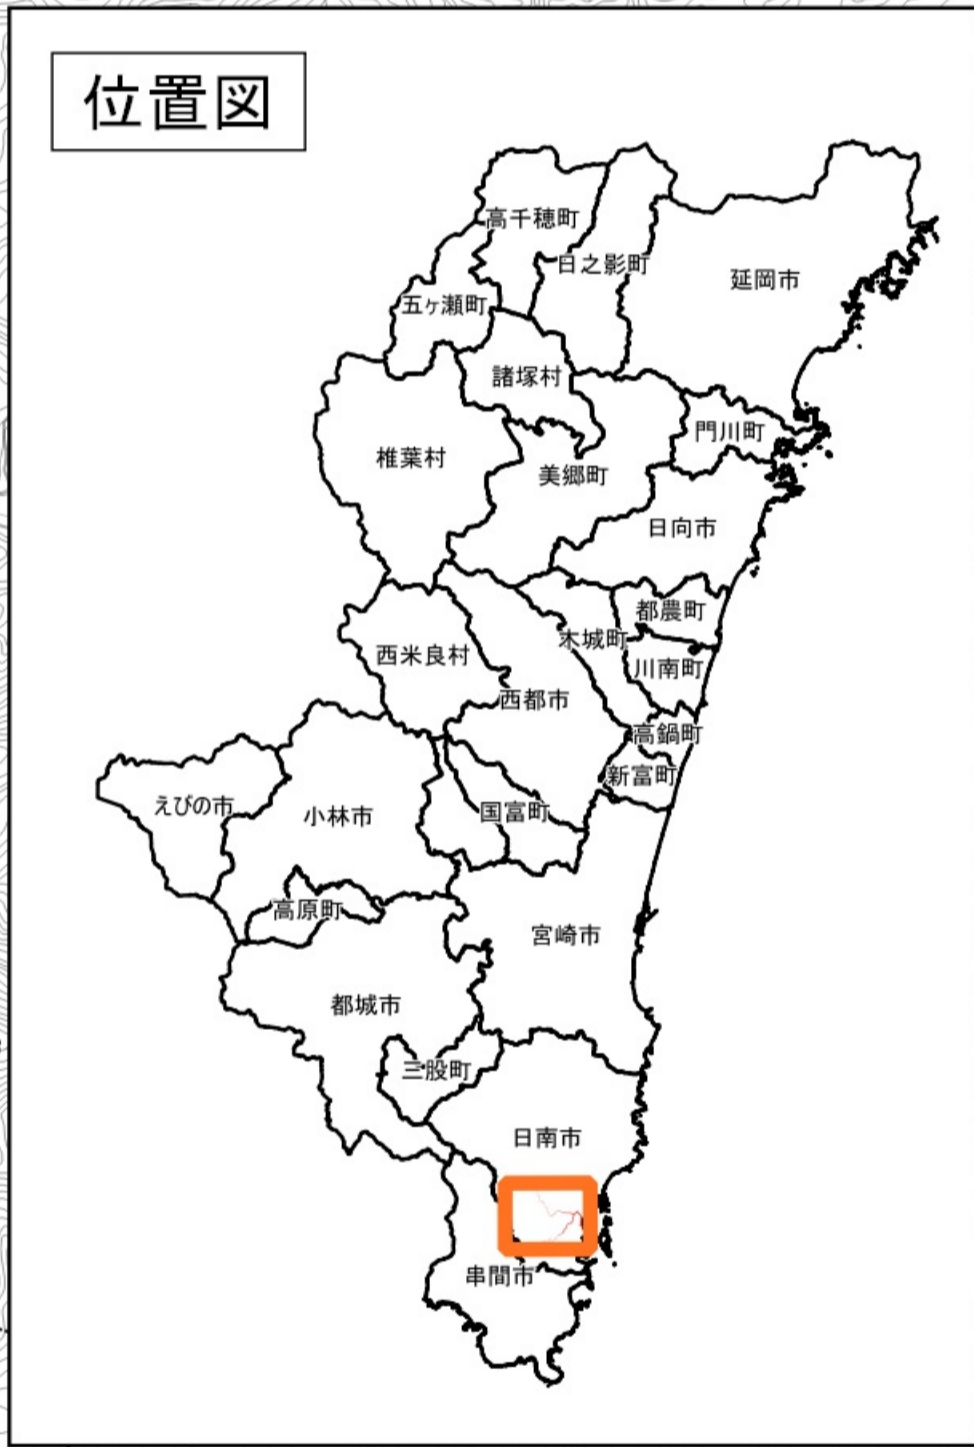 位置図
高千穂町
日之影町
延岡市
五ヶ瀬町
諸塚村
門川町
椎葉村
美郷町
日向市
都農町
木城町
西米良村
川南町
西都市
高鍋町
新富町
えびの市
国富町
小林市
高原町
宮崎市
都城市
三股町
日南市
串間市